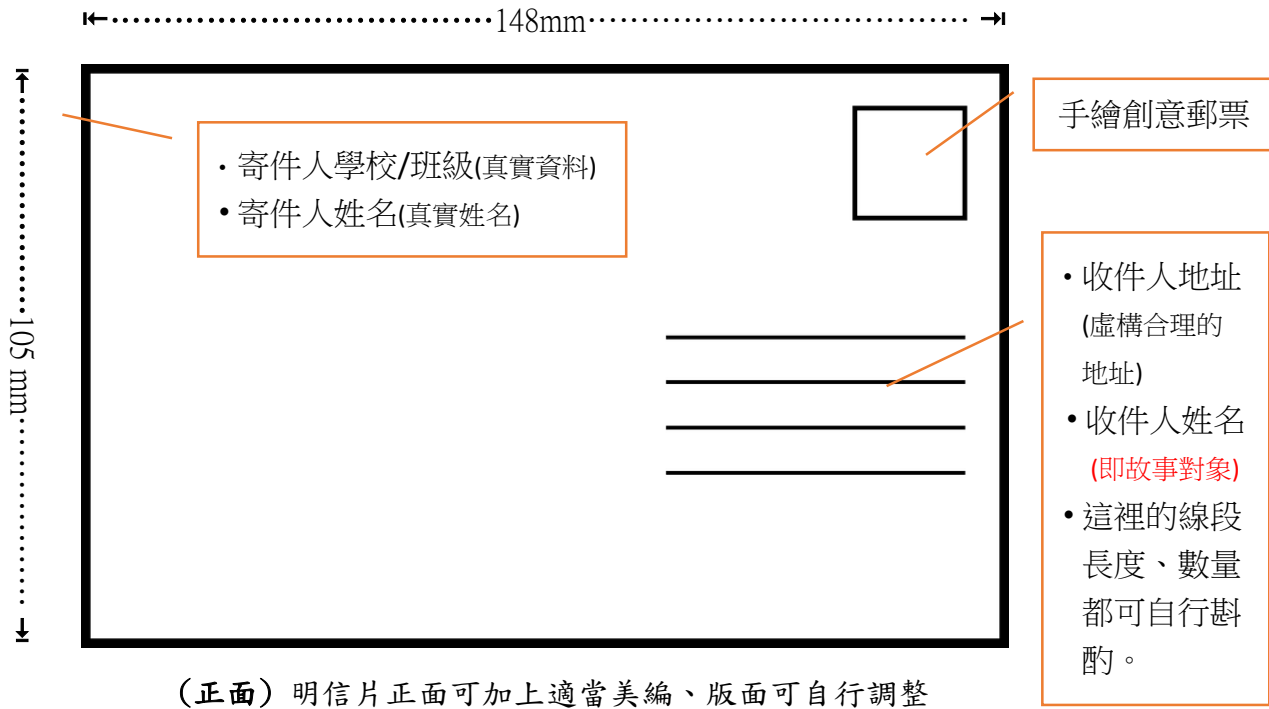 148mm
105 mm
・寄件人學校/班級(真實資料)
•寄件人姓名(真實姓名)
手繪創意郵票
・收件人地址
(虛構合理的
地址)
•收件人姓名
(即故事對象)
•這裡的線段
長度、數量
都可自行斟
酌。
（正面）明信片正面可加上適當美編、版面可自行調整